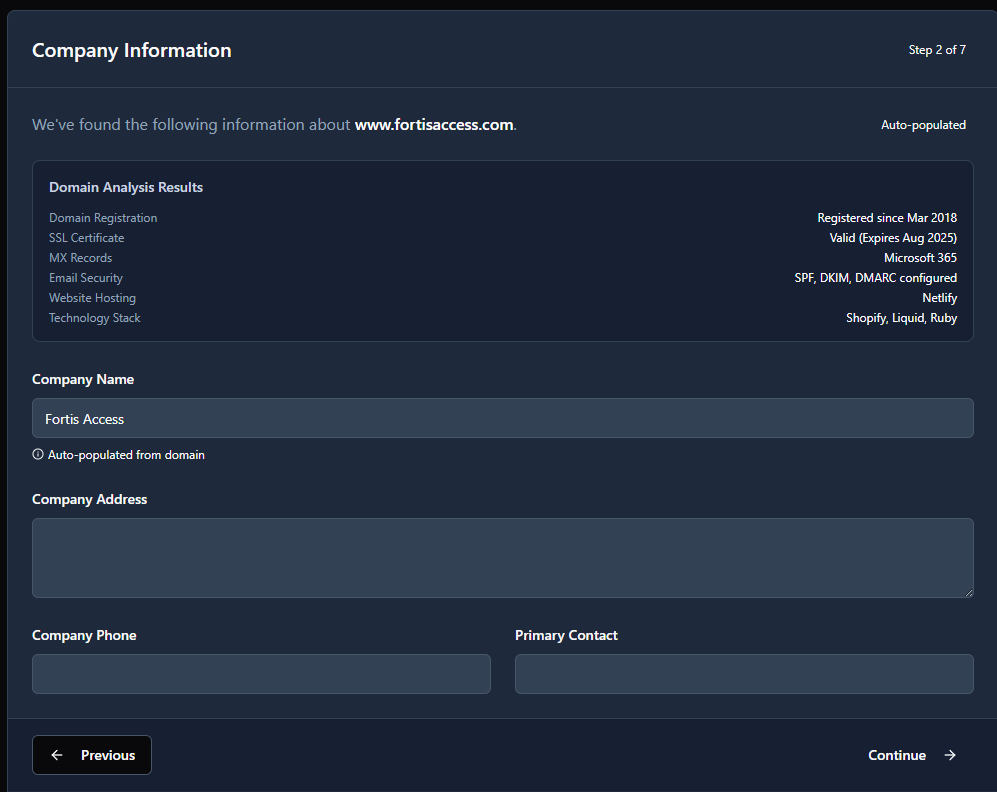 Company Information
Step 2 of 7
We've found the following information about www.fortisaccess.com.
Auto-populated
Domain Analysis Results
Domain Registration Registered since Mar 2018
SSL Certificate Valid (Expires Aug 2025)
MX Records Microsoft 365
Email Security SPF, DKIM, DMARC configured
Website Hosting Netlify
Technology Stack Shopify, Liquid, Ruby
Company Name
Fortis Access
Auto-populated from domain
Company Address
Company Phone
Primary Contact
Previous
Continue